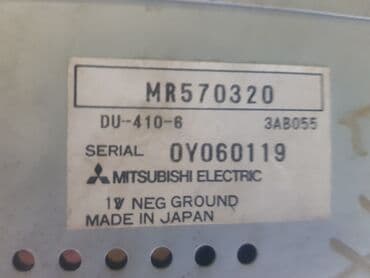 MR570320
DU-410-6 3AB055
SERIAL 0Y060119
MITSUBISHI ELECTRIC
NEG GROUND
MADE IN JAPAN